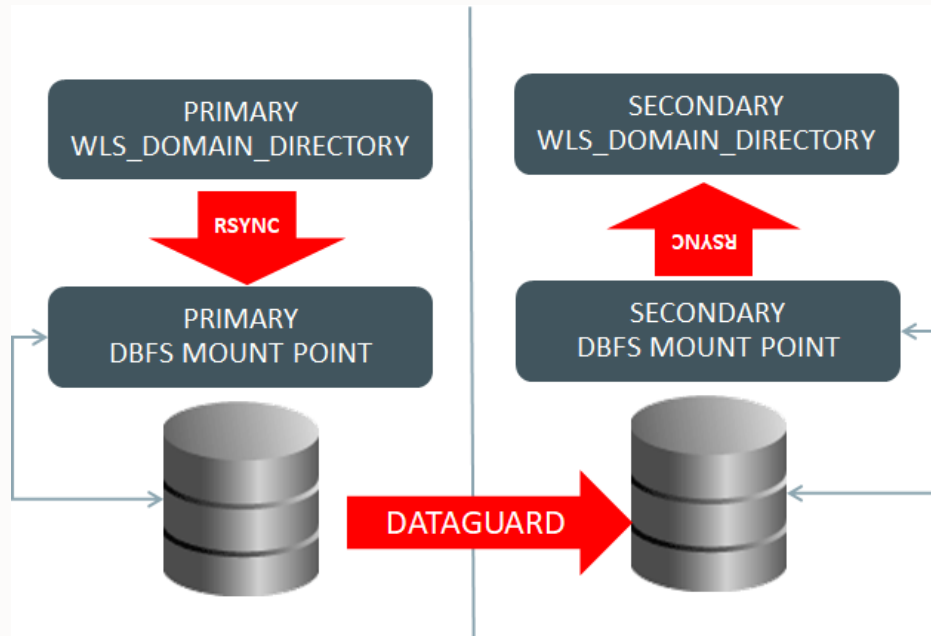 PRIMARY
WLS_DOMAIN_DIRECTORY
RSYNC
PRIMARY
DBFS MOUNT POINT
SECONDARY
WLS_DOMAIN_DIRECTORY
RSYNC
SECONDARY
DBFS MOUNT POINT
DATAGUARD